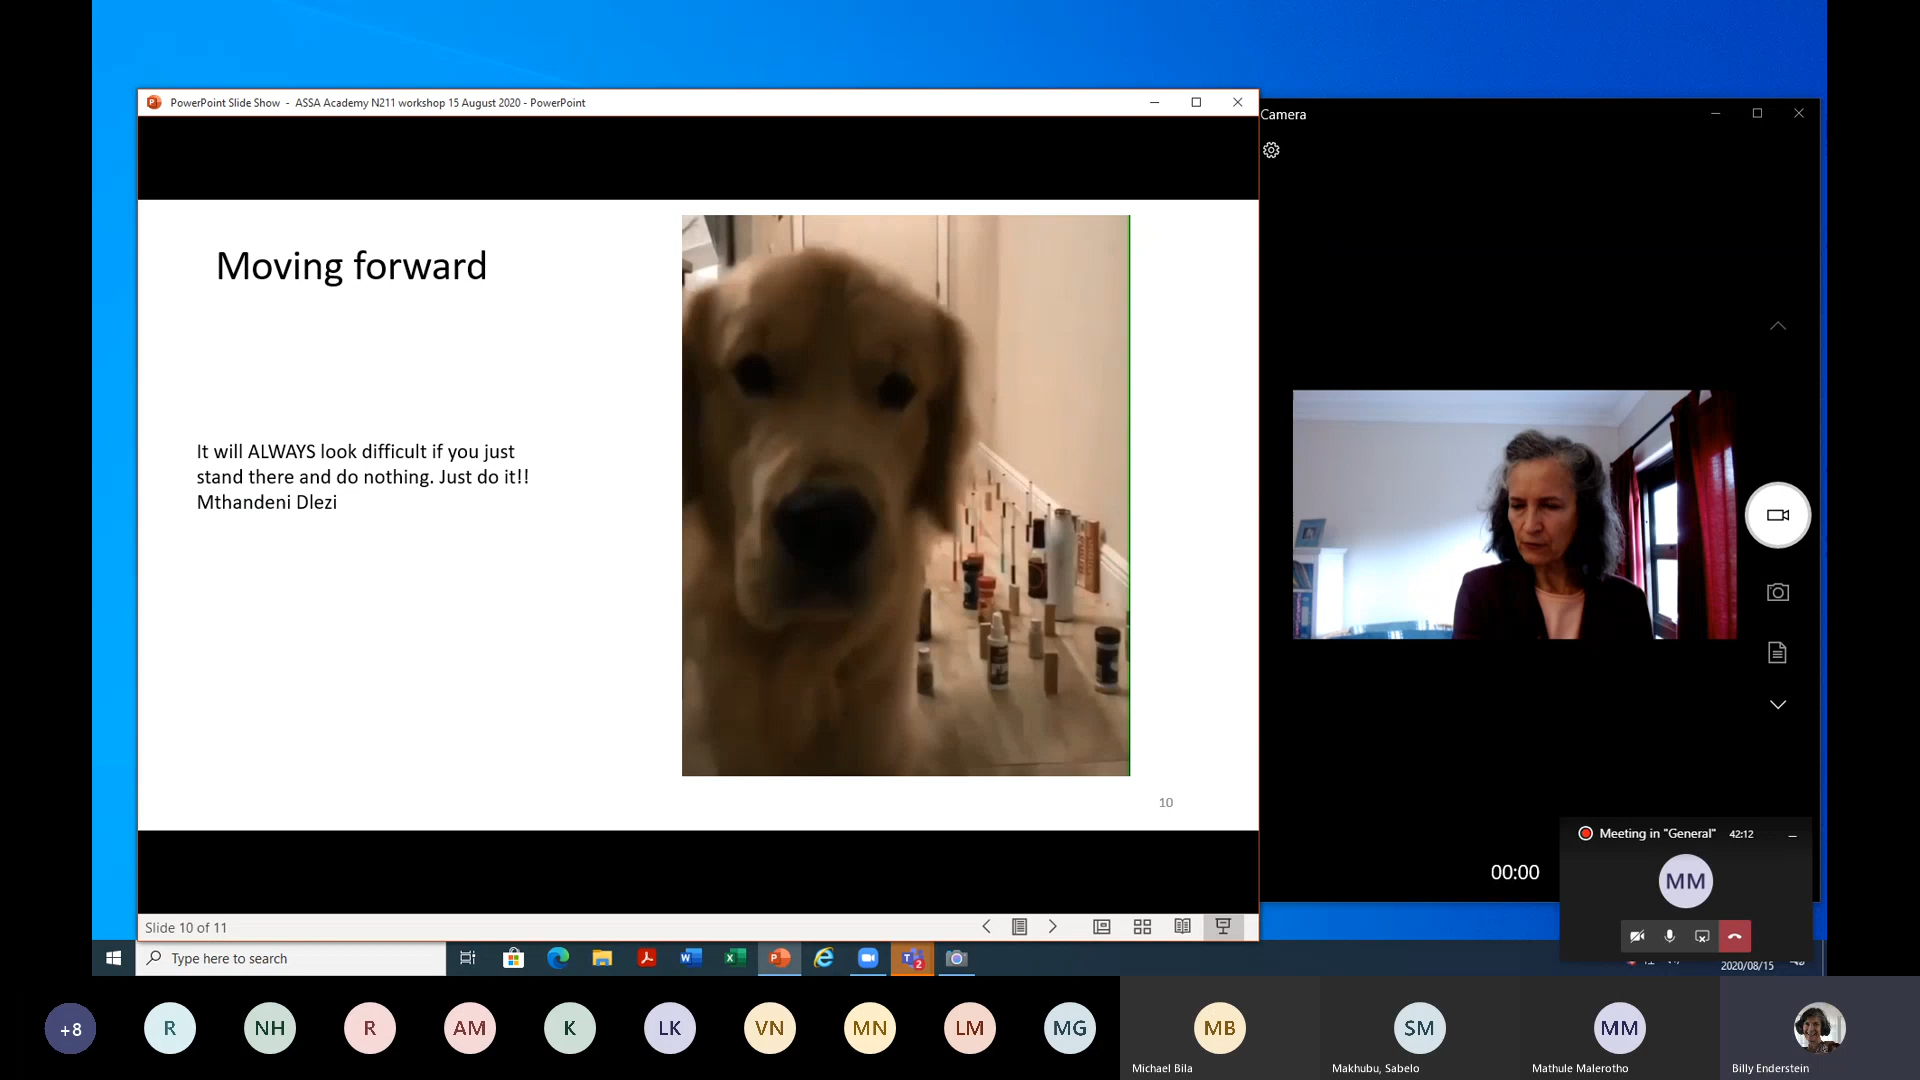 PowerPoint Slide Show - ASSA Academy N211 workshop 15 August 2020 - PowerPoint
Camera
Moving forward
It will ALWAYS look difficult if you just
stand there and do nothing. Just do it!!
Mthandeni Dlezi
10
Meeting in "General" 42:12
MM
00:00
Slide 10 of 11
Type here to search
2
2020/08/15
+8
R
NH
R
AM
K
LK
VN
MN
LM
MG
MB
SM
MM
Michael Bila
Makhubu, Sabelo
Mathule Malerotho
Billy Enderstein